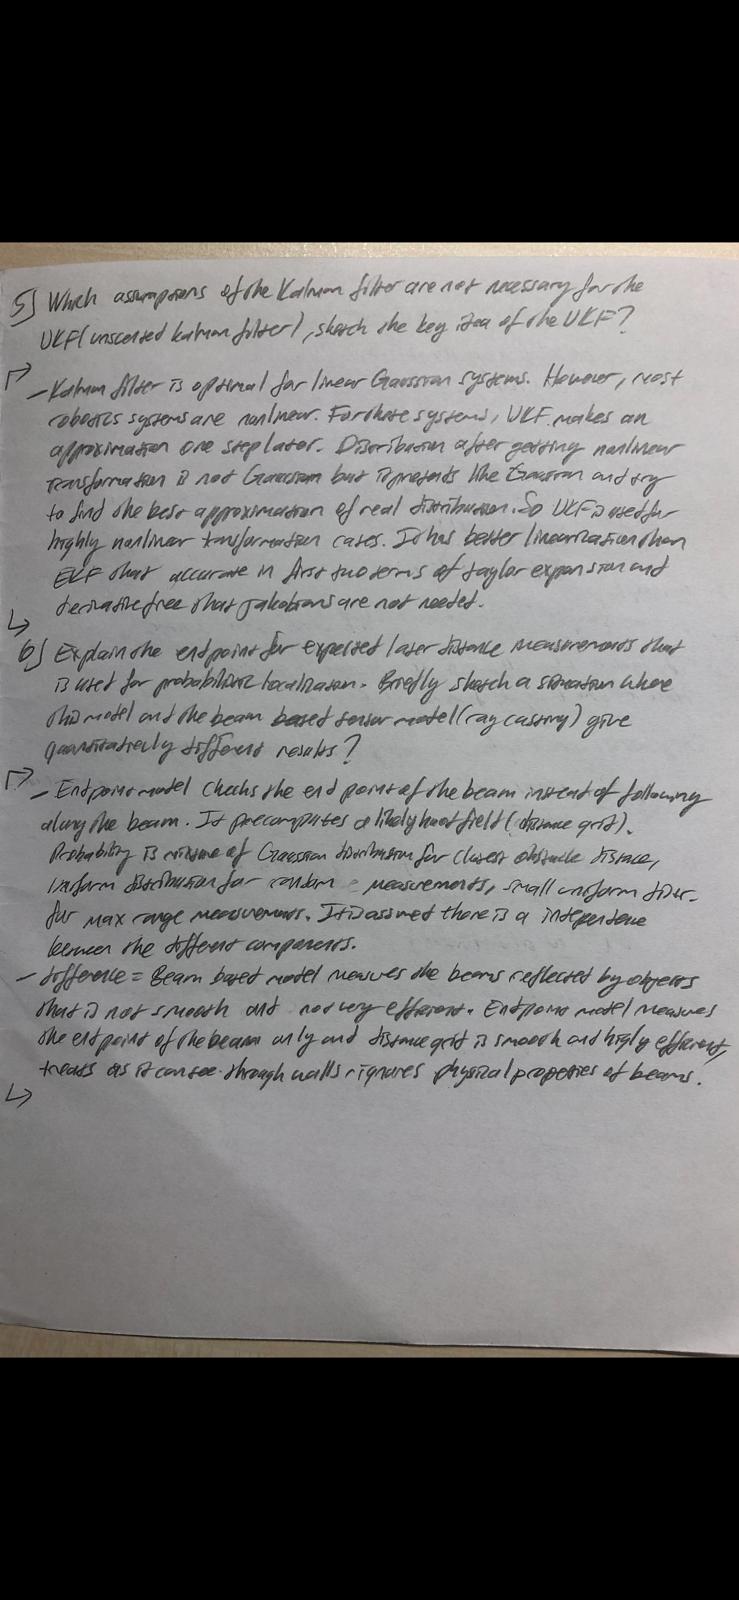 5) Which assumptions of the Kalman filter are not necessary for the
UKF (unscented kalman filter), sketch the key idea of the UKF?
- Kalman filter is optimal for linear Gaussian systems. However, most
robotics systems are nonlinear. For these systems, UKF makes an
approximation one step later. Distribution after getting nonlinear
transformation is not Gaussian but it pretends like Gaussian and try
to find the best approximation of real distribution. So UKF is used for
highly nonlinear transformation cases. It has better linearization than
EKF that accurate in first two terms of taylor expansion and
derivative free that jakobians are not needed.
6) Explain the endpoint for expected laser distance measurements that
is used for probabilistic localization. Briefly sketch a situation where
this model and the beam based sensor model (ray casting) give
quantitatively different results?
- Endpoint model checks the end point of the beam instead of following
along the beam. It precomputes a likelyhood field (distance grid).
Probability is mixture of Gaussian distribution for closest obstacle distance,
uniform distribution for random measurements, small uniform distr.
for max range measurements. It is assumed there is a independence
between the different components.
- difference = Beam based model measures the beams reflected by objects
that is not smooth and not very efficient. Endpoint model measures
the endpoint of the beam only and distance grid is smooth and highly efficient,
treats as it can see through walls, ignores physical properties of beams.